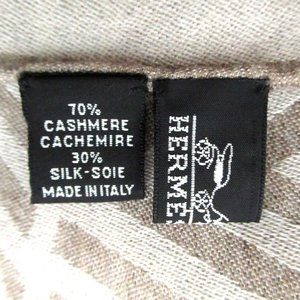 70%
CASHMERE
CACHEMIRE
30%
SILK-SOIE
MADE IN ITALY
HERMES